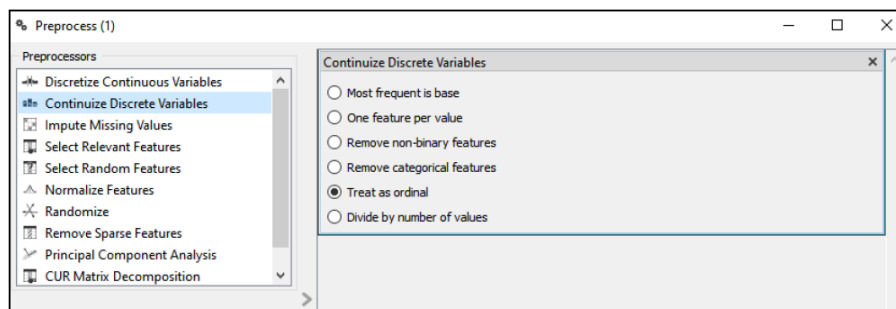 Preprocess (1)
Preprocessors
Discretize Continuous Variables
Continuize Discrete Variables
Impute Missing Values
Select Relevant Features
Select Random Features
Normalize Features
Randomize
Remove Sparse Features
Principal Component Analysis
CUR Matrix Decomposition
Continuize Discrete Variables
Most frequent is base
One feature per value
Remove non-binary features
Remove categorical features
Treat as ordinal
Divide by number of values